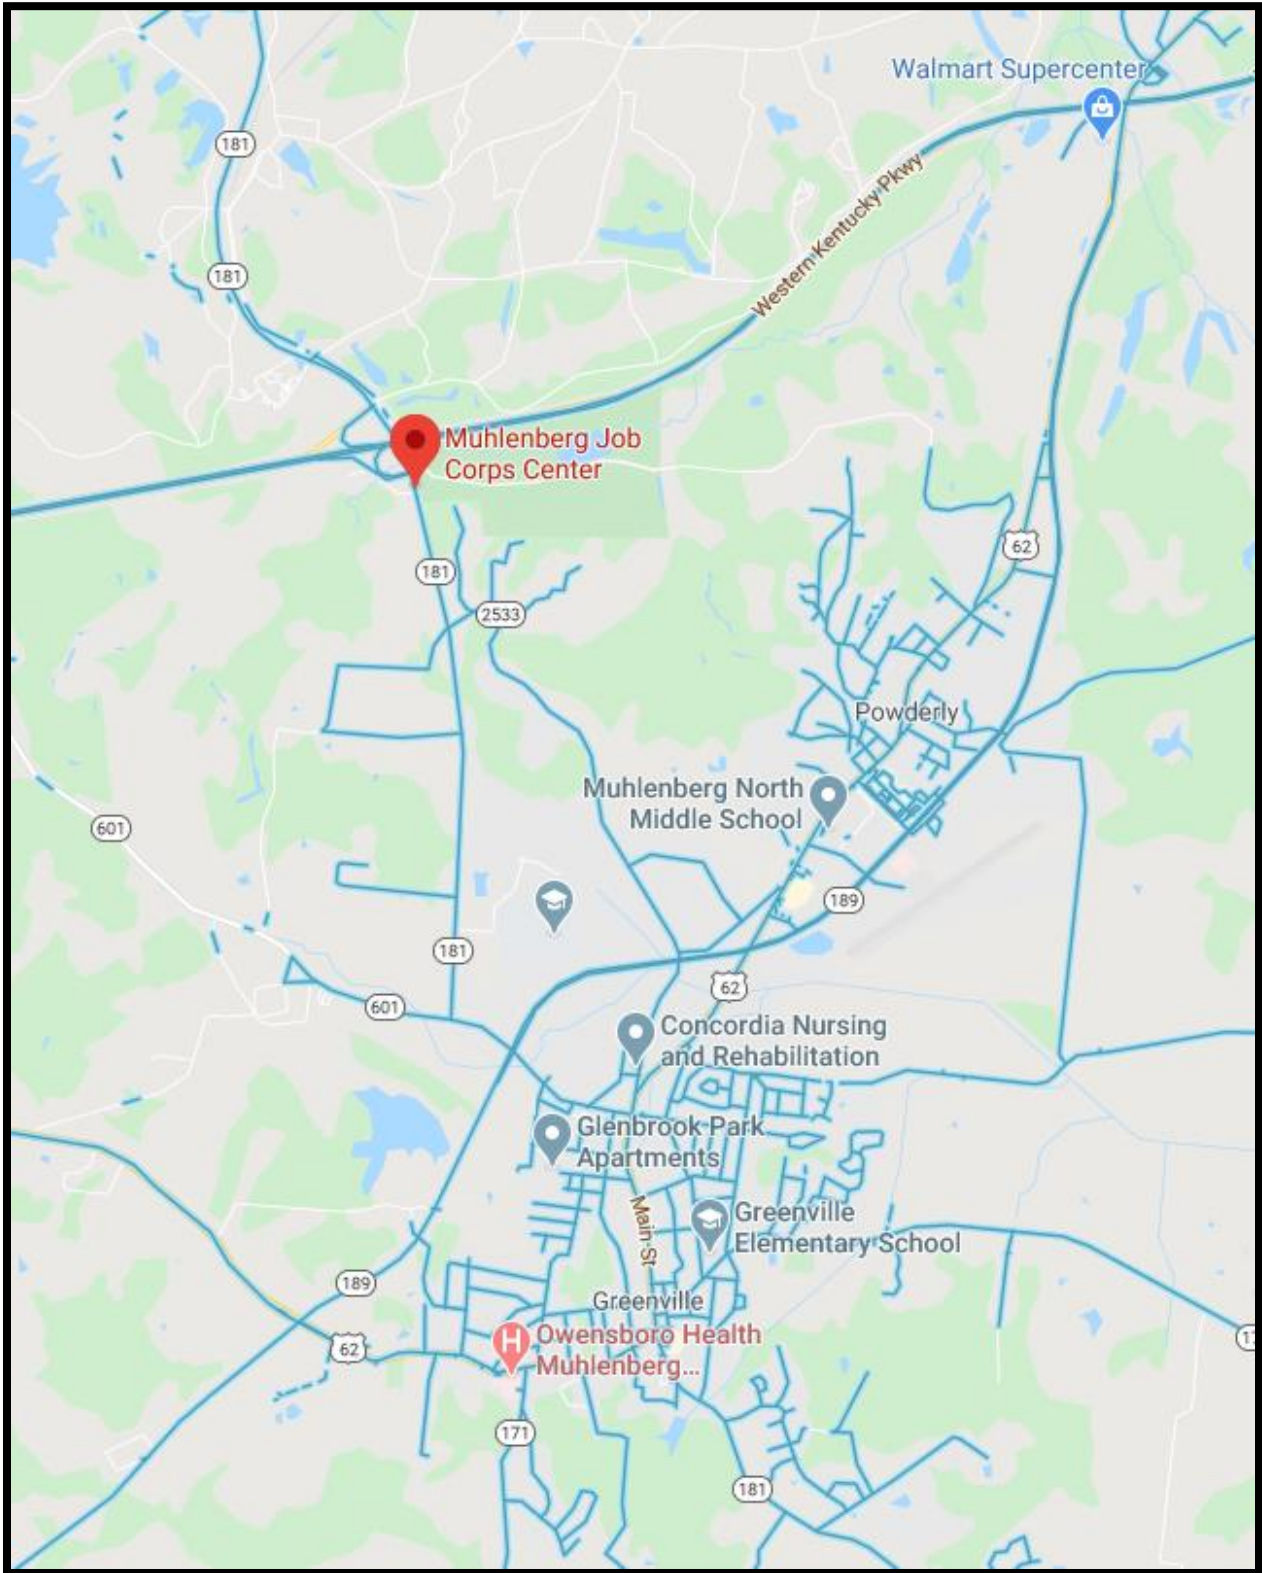 Walmart Supercenter
181
Western Kentucky Pkwy
181
Muhlenberg Job
Corps Center
62
181
2533
Powderly
Muhlenberg North
Middle School
601
189
181
62
601
Concordia Nursing
and Rehabilitation
Glenbrook Park
Apartments
Main St
Greenville
Elementary School
189
Greenville
Owensboro Health
Muhlenberg...
H
62
171
181